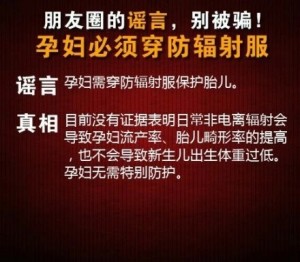 朋友圈的谣言，别被骗！
孕妇必须穿防辐射服
谣言 孕妇需穿防辐射服保护胎儿。
真相 目前没有证据表明日常非电离辐射会
导致孕妇流产率、胎儿畸形率的提高
，也不会导致新生儿出生体重过低。
孕妇无需特别防护。